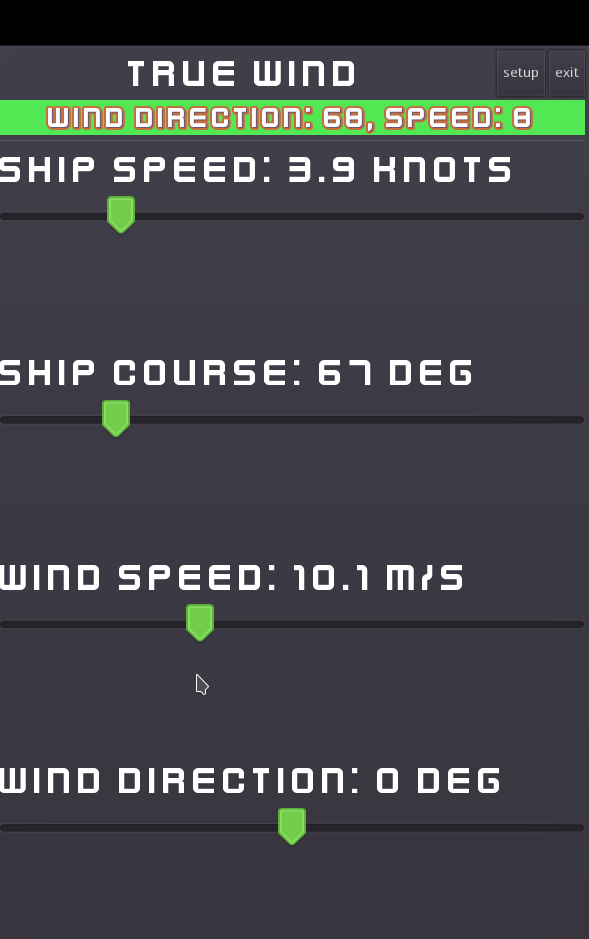 TRUE WIND
setup exit
WIND DIRECTION: 68, SPEED: 8
SHIP SPEED: 3.9 KNOTS
SHIP COURSE: 67 DEG
WIND SPEED: 10.1 M/S
WIND DIRECTION: 0 DEG